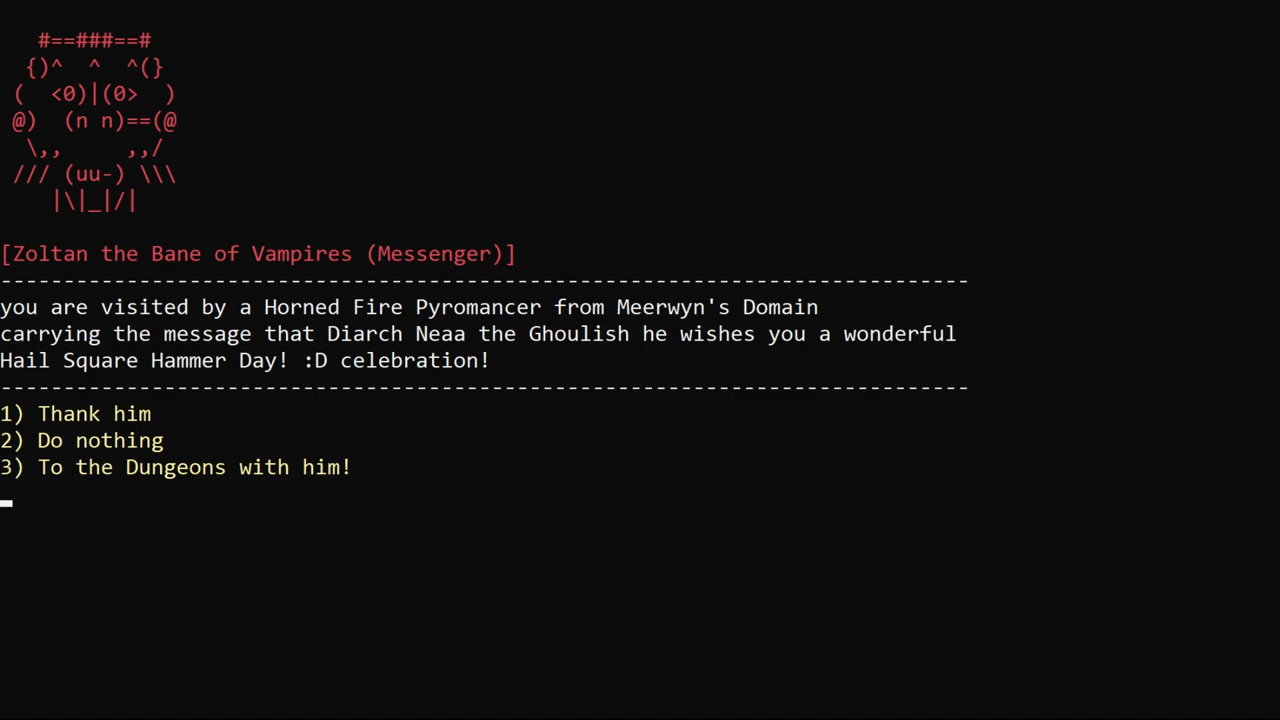 #==###==#
{)^  ^  ^(}
(  <0)|(0>  )
@)  (n n)==(@
\,,     ,,/
/// (uu-) \\\
|\|_|/|
[Zoltan the Bane of Vampires (Messenger)]
-----------------------------------------------------------------------------
you are visited by a Horned Fire Pyromancer from Meerwyn's Domain
carrying the message that Diarch Neaa the Ghoulish he wishes you a wonderful
Hail Square Hammer Day! :D celebration!
-----------------------------------------------------------------------------
1) Thank him
2) Do nothing
3) To the Dungeons with him!